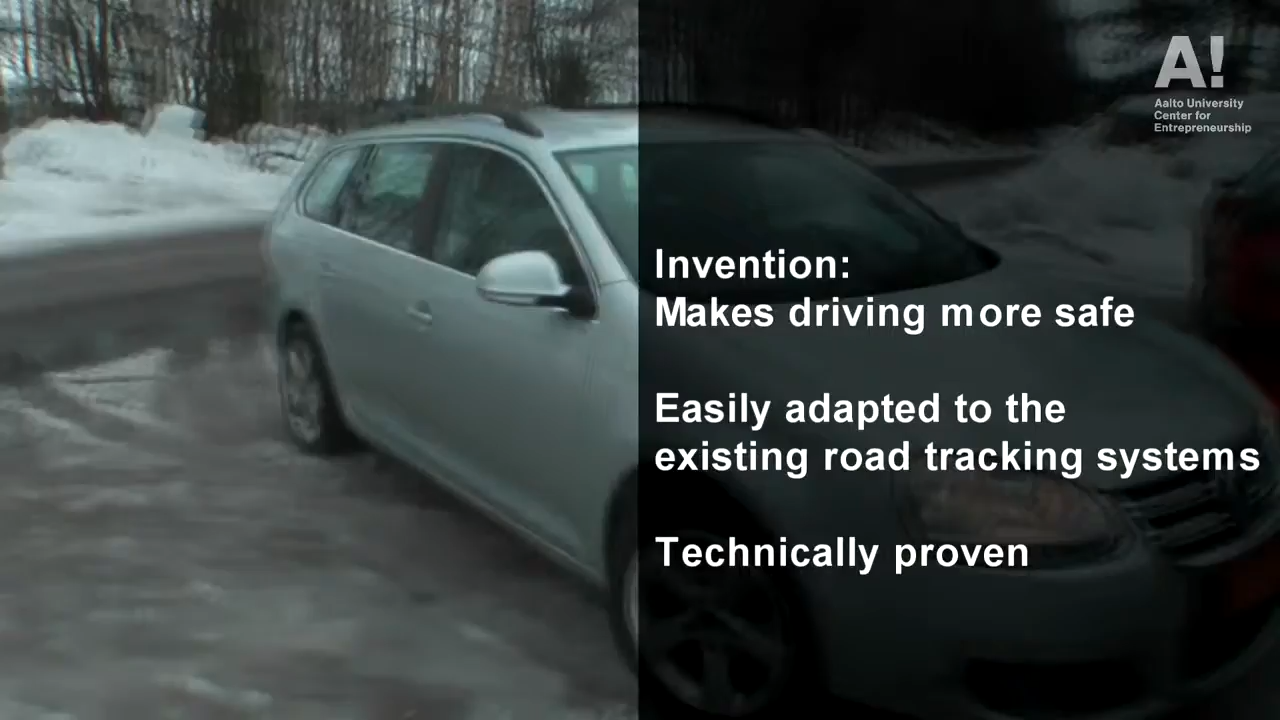 A!
Aalto University
Center for
Entrepreneurship
Invention:
Makes driving more safe
Easily adapted to the
existing road tracking systems
Technically proven